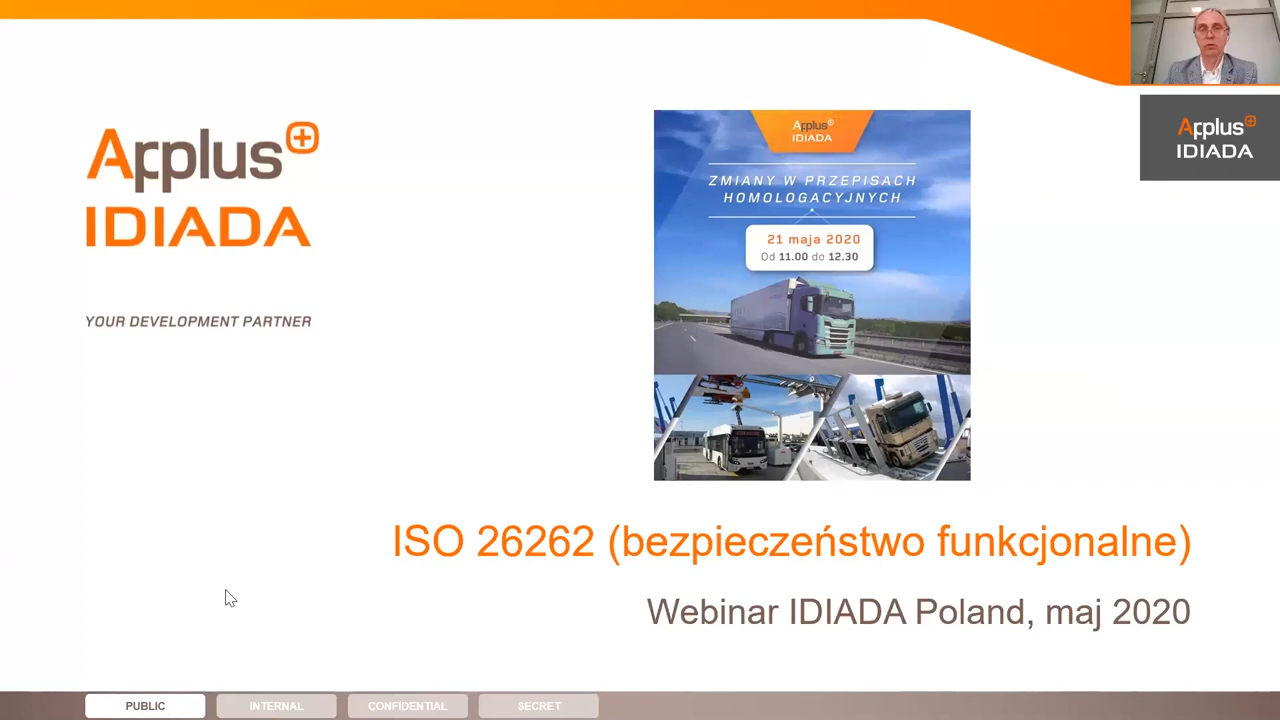 Applus+
IDIADA
YOUR DEVELOPMENT PARTNER
Applus+
IDIADA
ZMIANY W PRZEPISACH
HOMOLOGACYJNYCH
21 maja 2020
Od 11.00 do 12.30
Applus+
IDIADA
ISO 26262 (bezpieczeństwo funkcjonalne)
Webinar IDIADA Poland, maj 2020
PUBLIC
INTERNAL
CONFIDENTIAL
SECRET